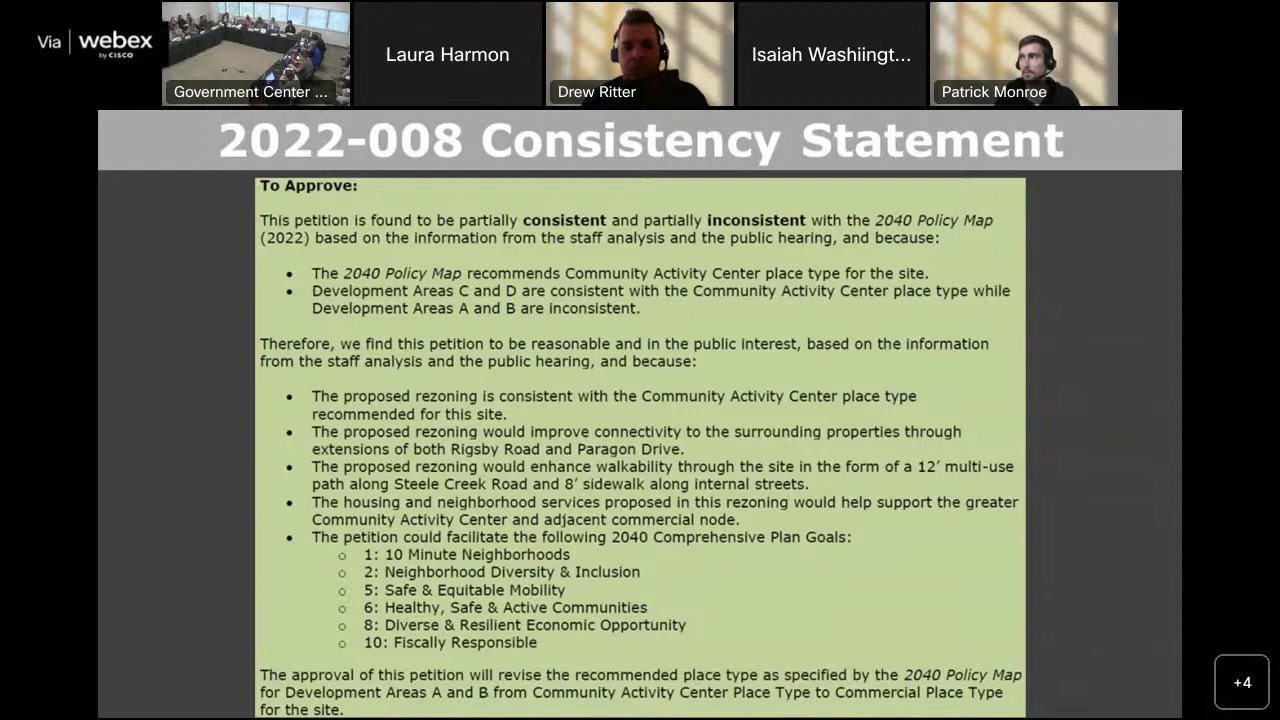 Via webex
by CISCO
Government Center ...
Laura Harmon
Drew Ritter
Isaiah Washiingt...
Patrick Monroe
2022-008 Consistency Statement
To Approve:
This petition is found to be partially consistent and partially inconsistent with the 2040 Policy Map
(2022) based on the information from the staff analysis and the public hearing, and because:
• The 2040 Policy Map recommends Community Activity Center place type for the site.
• Development Areas C and D are consistent with the Community Activity Center place type while
Development Areas A and B are inconsistent.
Therefore, we find this petition to be reasonable and in the public interest, based on the information
from the staff analysis and the public hearing, and because:
• The proposed rezoning is consistent with the Community Activity Center place type
recommended for this site.
• The proposed rezoning would improve connectivity to the surrounding properties through
extensions of both Rigsby Road and Paragon Drive.
• The proposed rezoning would enhance walkability through the site in the form of a 12’ multi-use
path along Steele Creek Road and 8’ sidewalk along internal streets.
• The housing and neighborhood services proposed in this rezoning would help support the greater
Community Activity Center and adjacent commercial node.
• The petition could facilitate the following 2040 Comprehensive Plan Goals:
o 1: 10 Minute Neighborhoods
o 2: Neighborhood Diversity & Inclusion
o 5: Safe & Equitable Mobility
o 6: Healthy, Safe & Active Communities
o 8: Diverse & Resilient Economic Opportunity
o 10: Fiscally Responsible
The approval of this petition will revise the recommended place type as specified by the 2040 Policy Map
for Development Areas A and B from Community Activity Center Place Type to Commercial Place Type
for the site.
+4